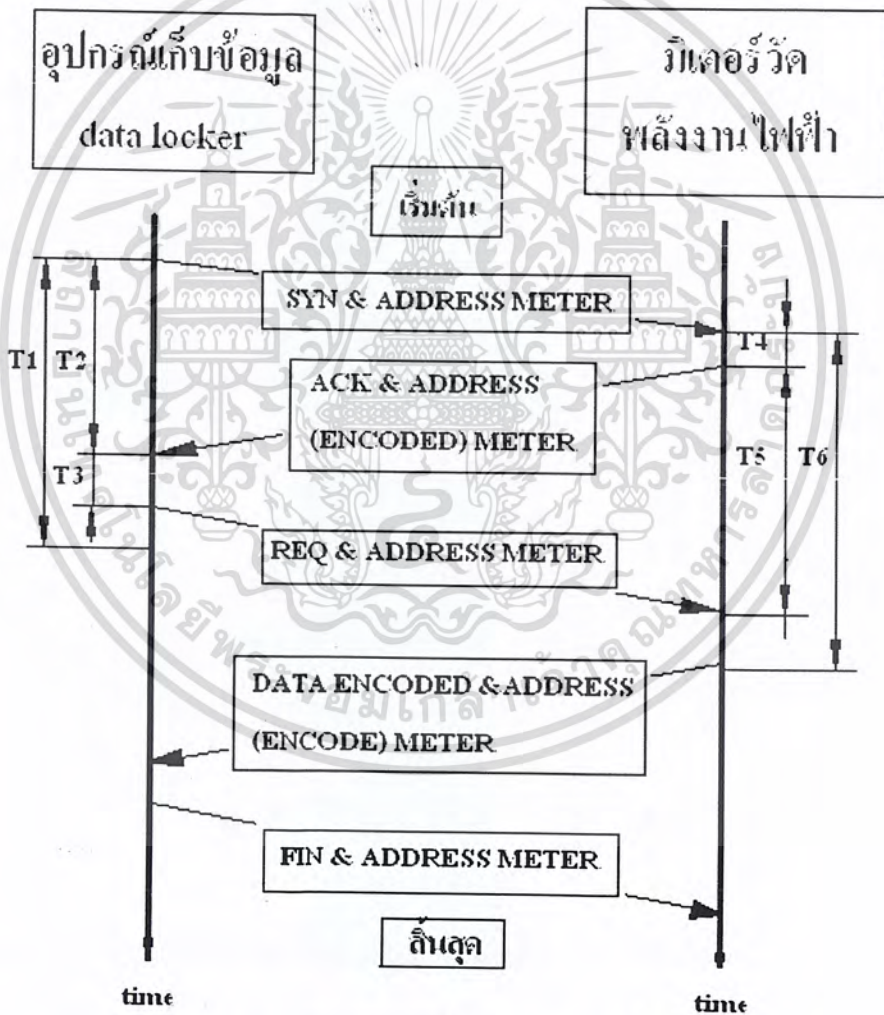 อุปกรณ์เก็บข้อมูล
data locker
มิเตอร์วัด
พลังงานไฟฟ้า
เริ่มต้น
SYN & ADDRESS METER
T4
T1
T2
ACK & ADDRESS
(ENCODED) METER
T5
T6
T3
REQ & ADDRESS METER
DATA ENCODED & ADDRESS
(ENCODE) METER
FIN & ADDRESS METER
สิ้นสุด
time
time